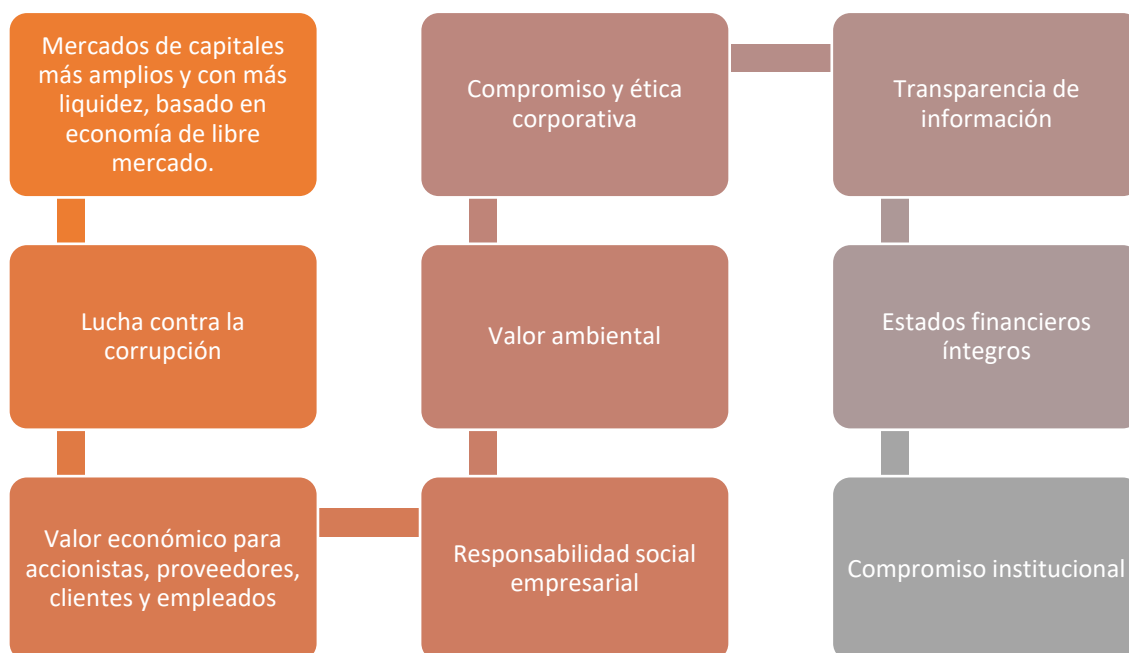 Mercados de capitales
más amplios y con más
liquidez, basado en
economía de libre
mercado.
Lucha contra la
corrupción
Valor económico para
accionistas, proveedores,
clientes y empleados
Responsabilidad social
empresarial
Valor ambiental
Compromiso y ética
corporativa
Transparencia de
información
Estados financieros
íntegros
Compromiso institucional